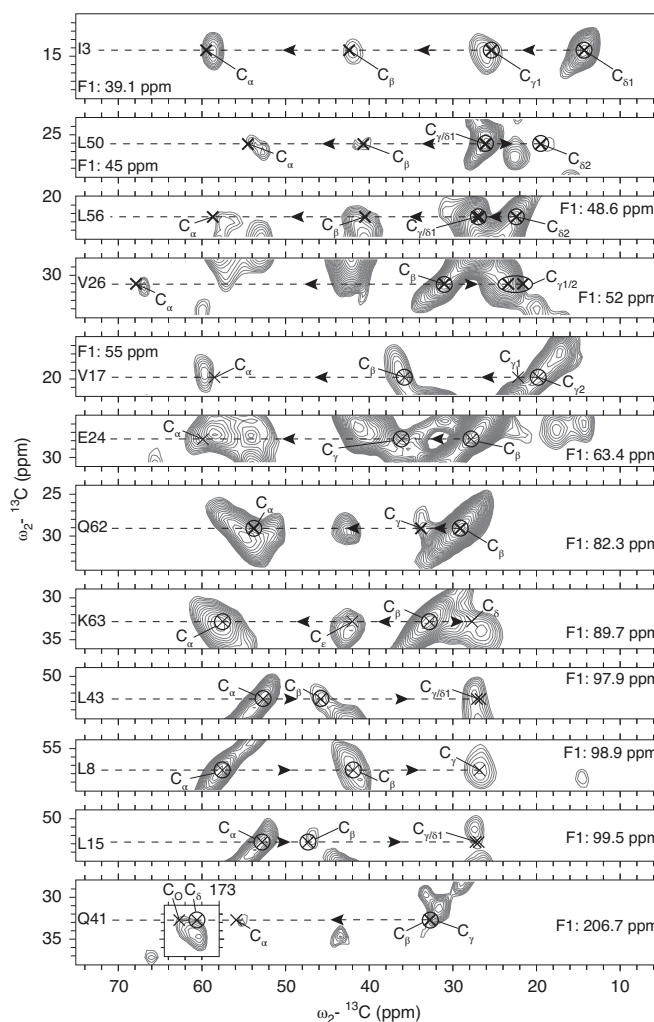 15
I3
Cα
Cβ
Cγ1
Cδ1
F1: 39.1 ppm
25
L50
Cγ/δ1
Cα
Cβ
Cδ2
F1: 45 ppm
20
L56
Cα
Cβ
Cγ/δ1
Cδ2
F1: 48.6 ppm
30
V26
Cβ
Cα
Cγ1/2
F1: 52 ppm
F1: 55 ppm
20
V17
Cα
Cβ
Cγ1
Cγ2
E24
Cα
Cγ
Cβ
30
F1: 63.4 ppm
25
30
Q62
Cα
Cγ
Cβ
F1: 82.3 ppm
30
35
K63
Cα
Cε
Cβ
Cδ
F1: 89.7 ppm
50
L43
Cα
Cβ
Cγ/δ1
F1: 97.9 ppm
55
L8
Cα
Cβ
Cγ
F1: 98.9 ppm
50
L15
Cα
Cβ
Cγ/δ1
F1: 99.5 ppm
30
35
Q41
CO Cδ 173
Cα
Cβ
Cγ
F1: 206.7 ppm
70 60 50 40 30 20 10
ω2- 13C (ppm)
ω2- 13C (ppm)